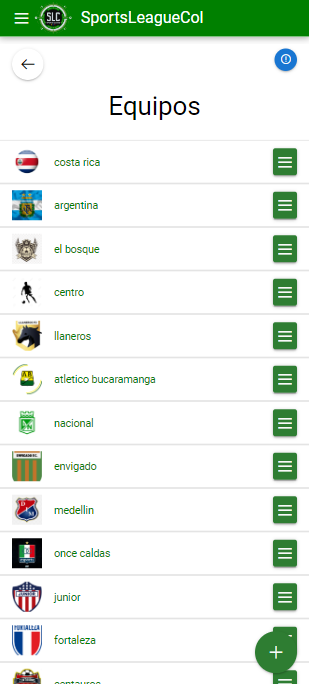 SLC
SportsLeagueCol
Equipos
costa rica
argentina
el bosque
centro
llaneros
atletico bucaramanga
nacional
envigado
medellin
once caldas
junior
fortaleza
centauros